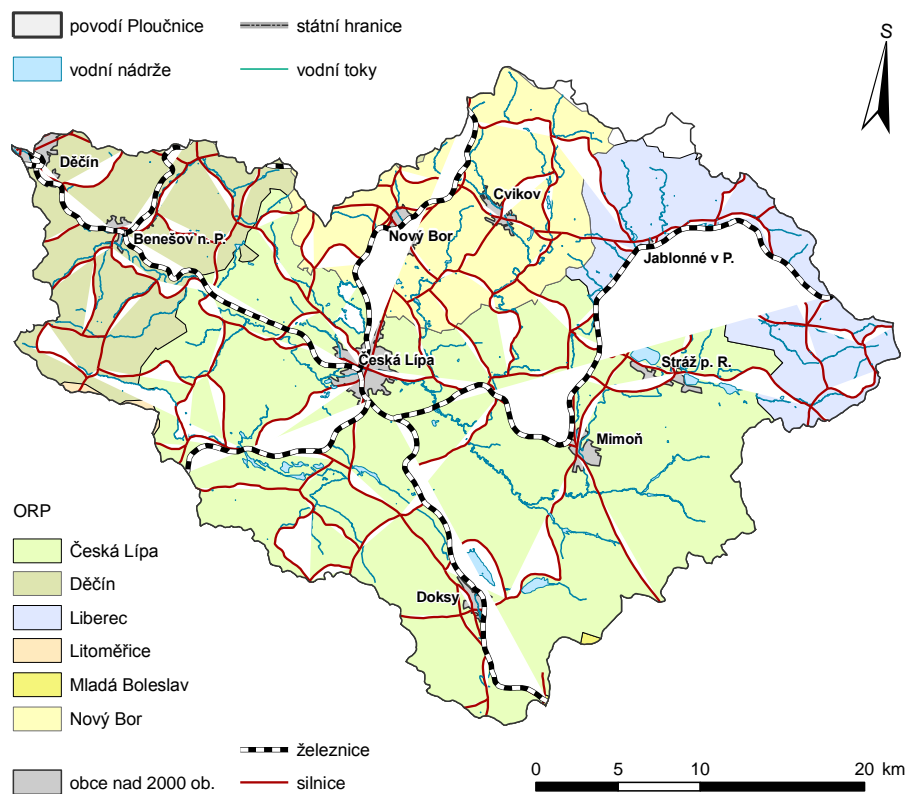 povodí Ploučnice
státní hranice
vodní nádrže
vodní toky
S
Děčín
Benešov n. P.
Nový Bor
Cvikov
Jablonné v P.
Česká Lípa
Stráž p. R.
Mimoň
Doksy
ORP
Česká Lípa
Děčín
Liberec
Litoměřice
Mladá Boleslav
Nový Bor
obce nad 2000 ob.
železnice
silnice
0 5 10 20 km